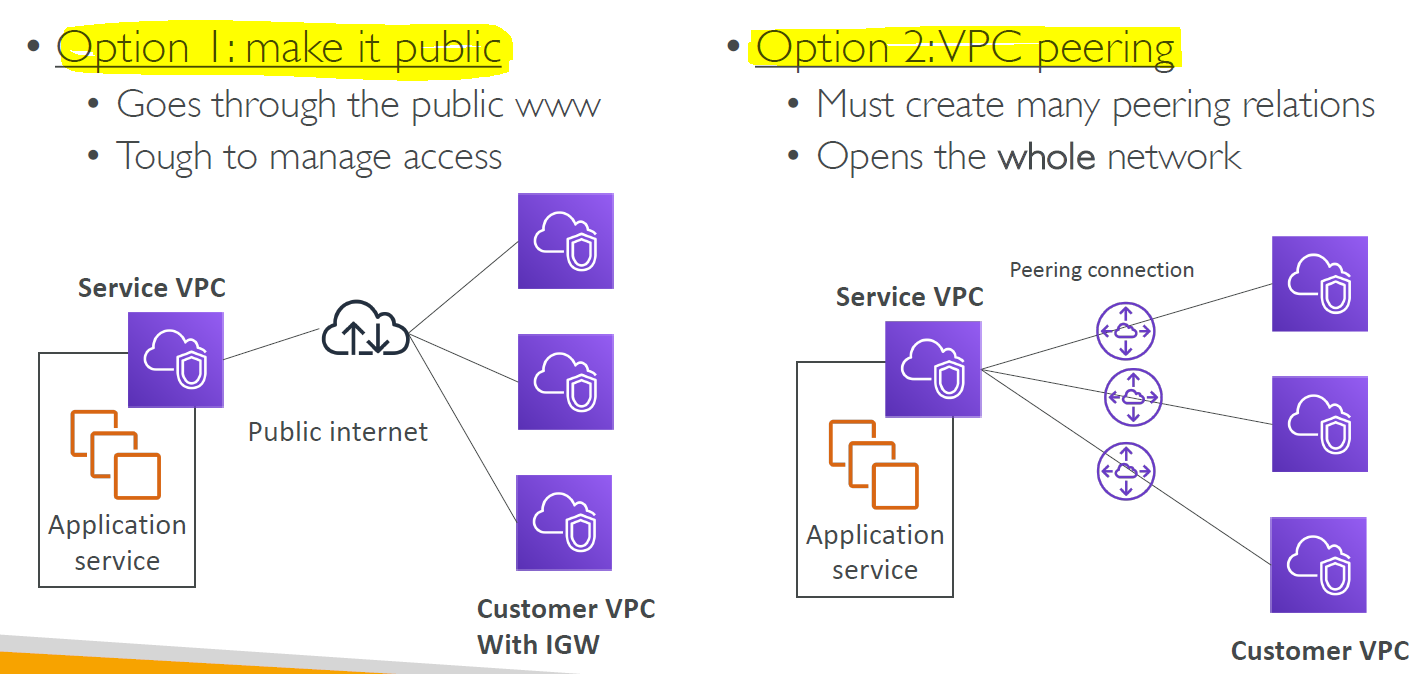 • Option 1: make it public
• Goes through the public www
• Tough to manage access
Service VPC
Public internet
Application
service
Customer VPC
With IGW
• Option 2:VPC peering
• Must create many peering relations
• Opens the whole network
Peering connection
Service VPC
Application
service
Customer VPC